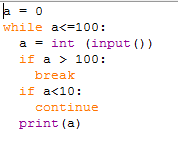 a = 0
while a<=100:
  a = int (input())
  if a > 100:
    break
  if a<10:
    continue
  print(a)